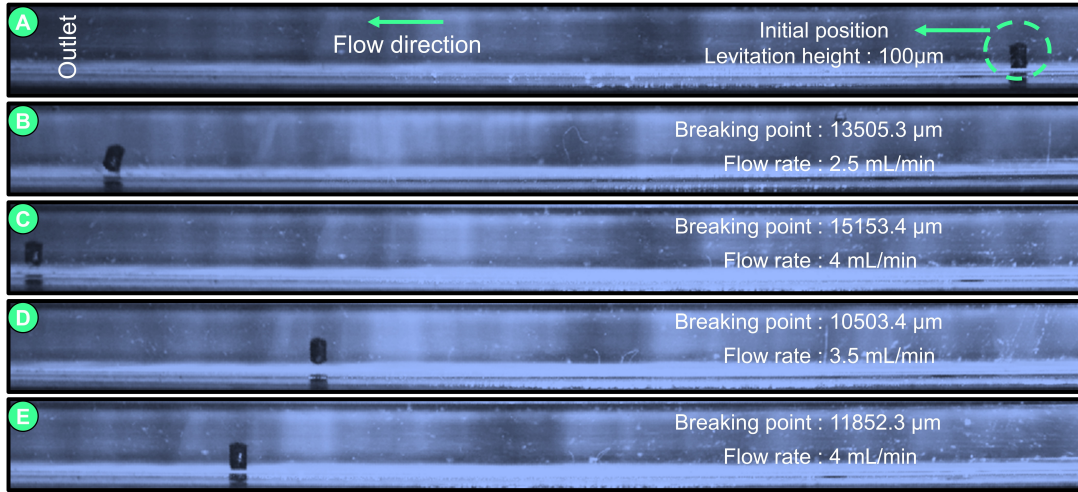 A
Outlet
Flow direction
Initial position
Levitation height : 100µm
B
Breaking point : 13505.3 µm
Flow rate : 2.5 mL/min
C
Breaking point : 15153.4 µm
Flow rate : 4 mL/min
D
Breaking point : 10503.4 µm
Flow rate : 3.5 mL/min
E
Breaking point : 11852.3 µm
Flow rate : 4 mL/min